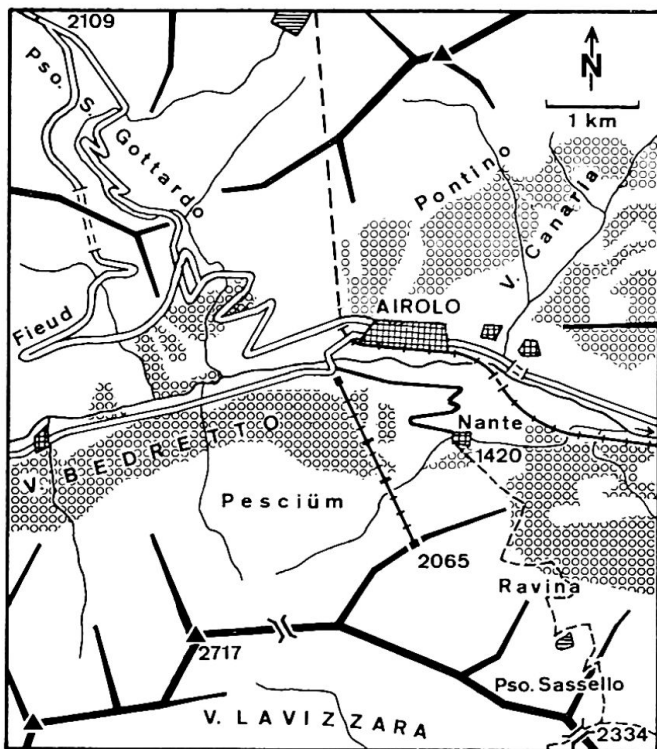 2109
Pso. S. Gottardo
N
1 km
Pontino
V. Canaria
AIROLO
Fieud
Nante
1420
V. BEDRETTO
Pesciüm
2065
Ravina
2717
Pso. Sassello
V. LAVIZZARA
2334